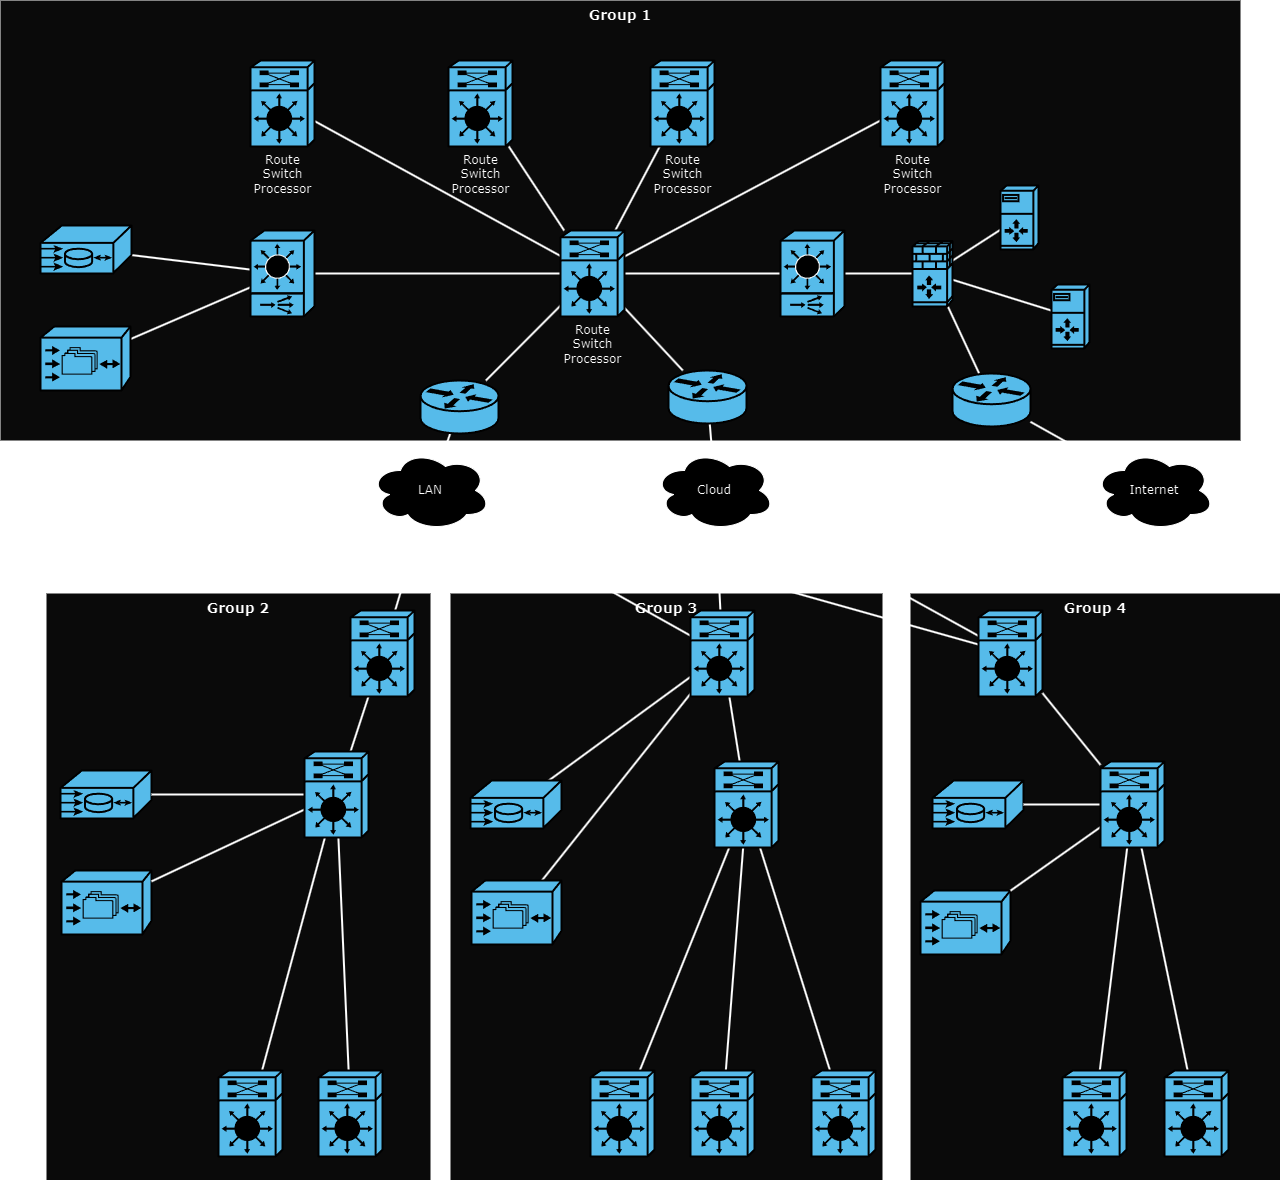 Group 1
Route
Switch
Processor
Route
Switch
Processor
Route
Switch
Processor
Route
Switch
Processor
Route
Switch
Processor
LAN
Cloud
Internet
Group 2
Group 3
Group 4